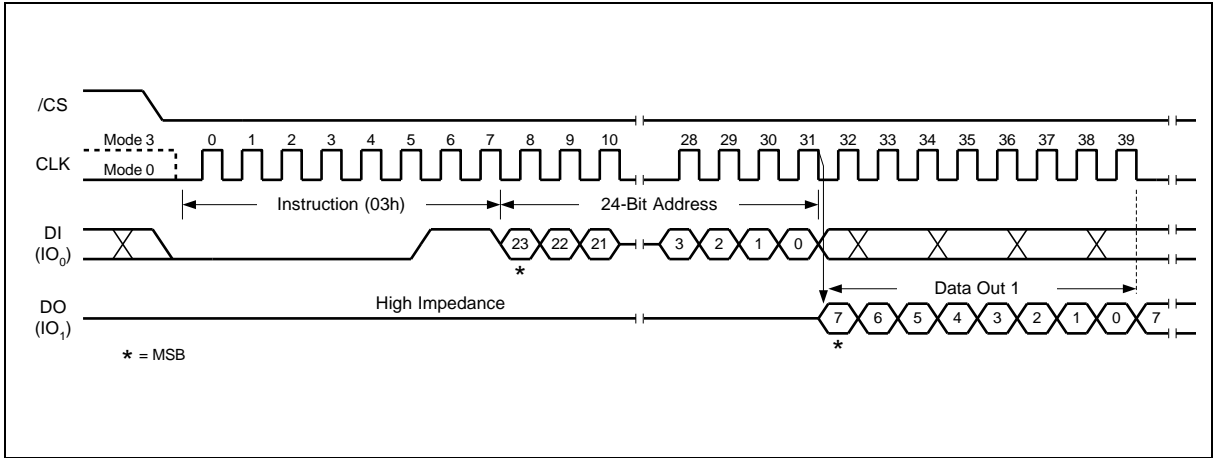 /CS
Mode 3 0 1 2 3 4 5 6 7 8 9 10 28 29 30 31 32 33 34 35 36 37 38 39
CLK Mode 0
Instruction (03h) 24-Bit Address
DI (IO0) 23 22 21 3 2 1 0
*
Data Out 1
DO (IO1) High Impedance 7 6 5 4 3 2 1 0 7
*
* = MSB